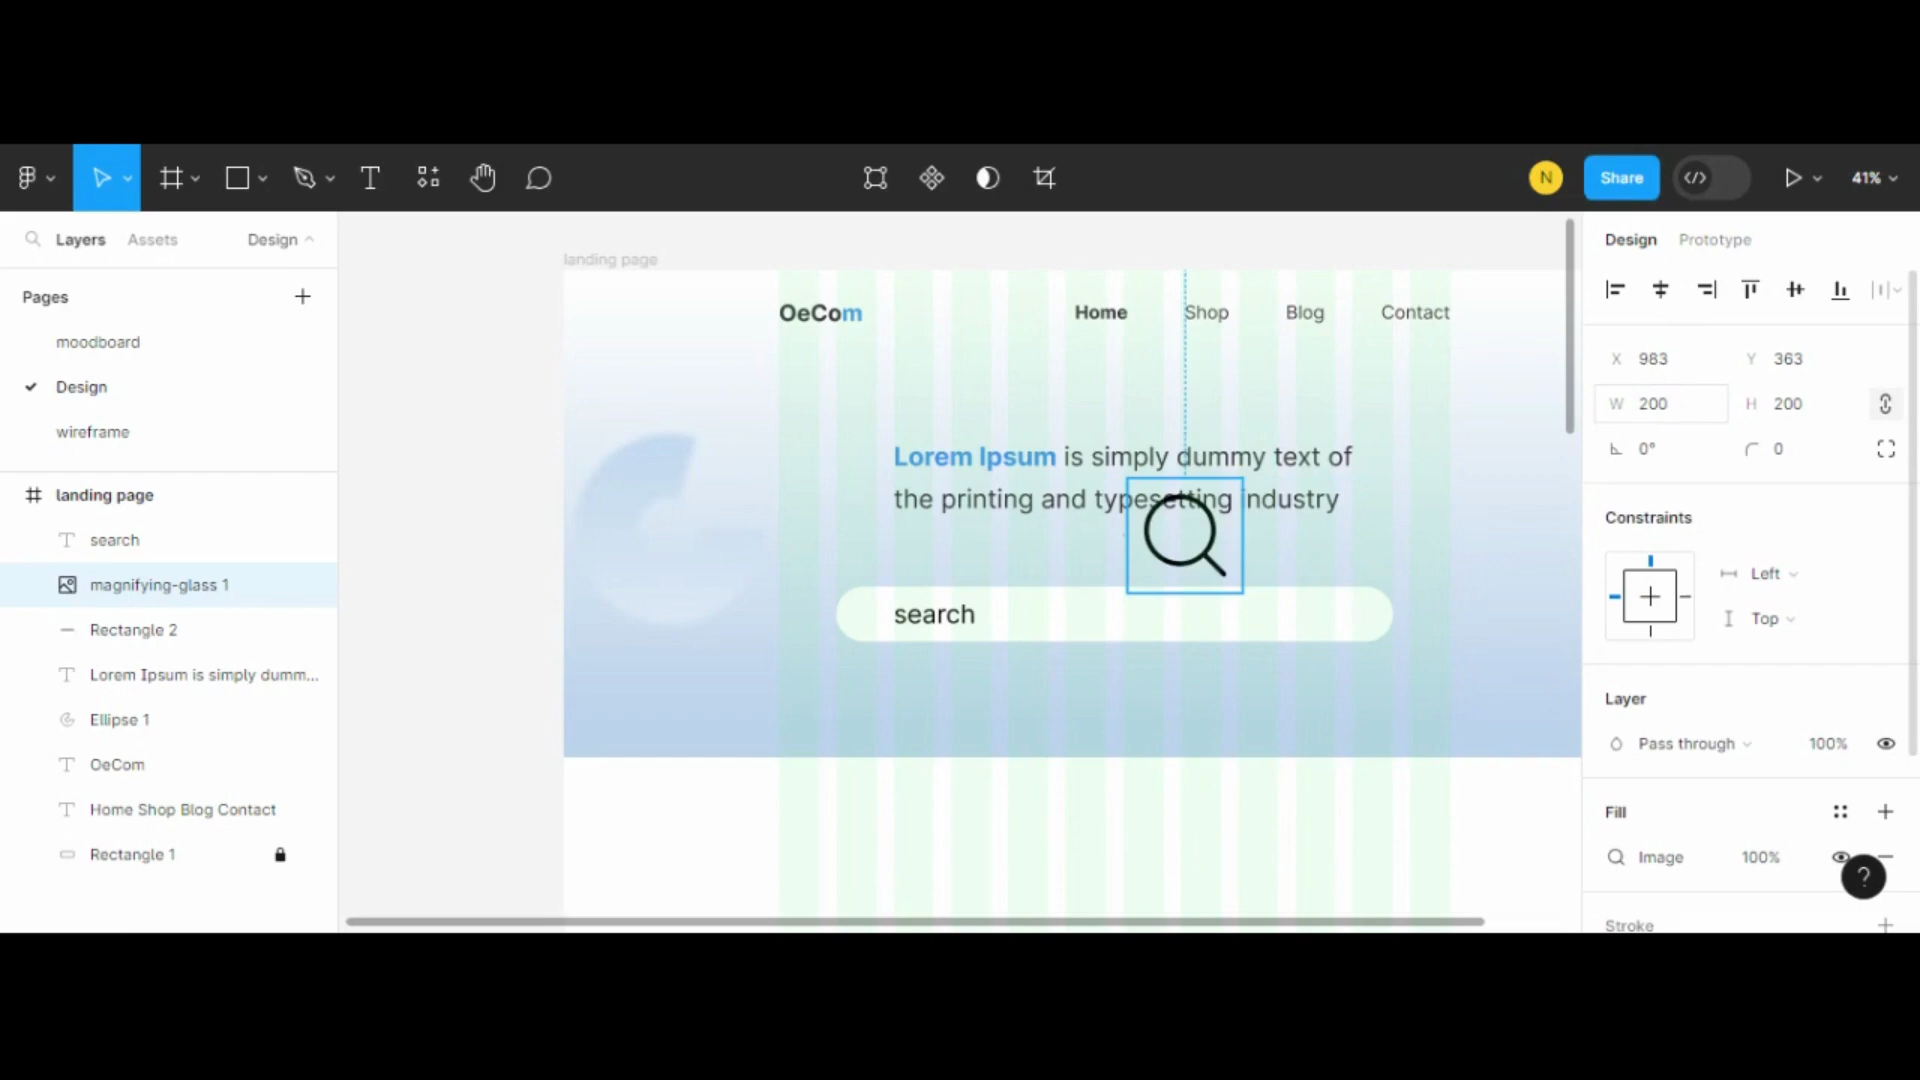 N
Share
41%
Layers
Assets
Design
Pages
moodboard
Design
wireframe
landing page
search
magnifying-glass 1
Rectangle 2
Lorem Ipsum is simply dumm...
Ellipse 1
OeCom
Home Shop Blog Contact
Rectangle 1
landing page
OeCom
Home
Shop
Blog
Contact
Lorem Ipsum is simply dummy text of
the printing and typesetting industry
search
Design
Prototype
X 983
Y 363
W 200
H 200
0°
0
Constraints
Left
Top
Layer
Pass through
100%
Fill
Image
100%
?
Stroke